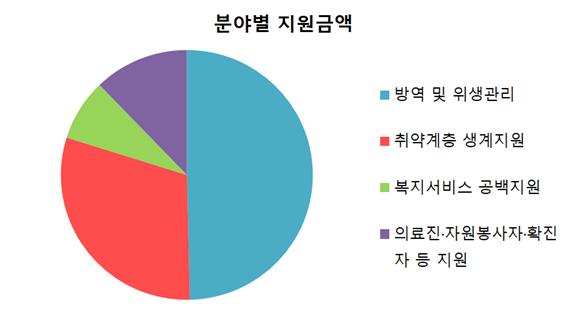 분야별 지원금액
방역 및 위생관리
취약계층 생계지원
복지서비스 공백지원
의료진·자원봉사자·확진
자 등 지원